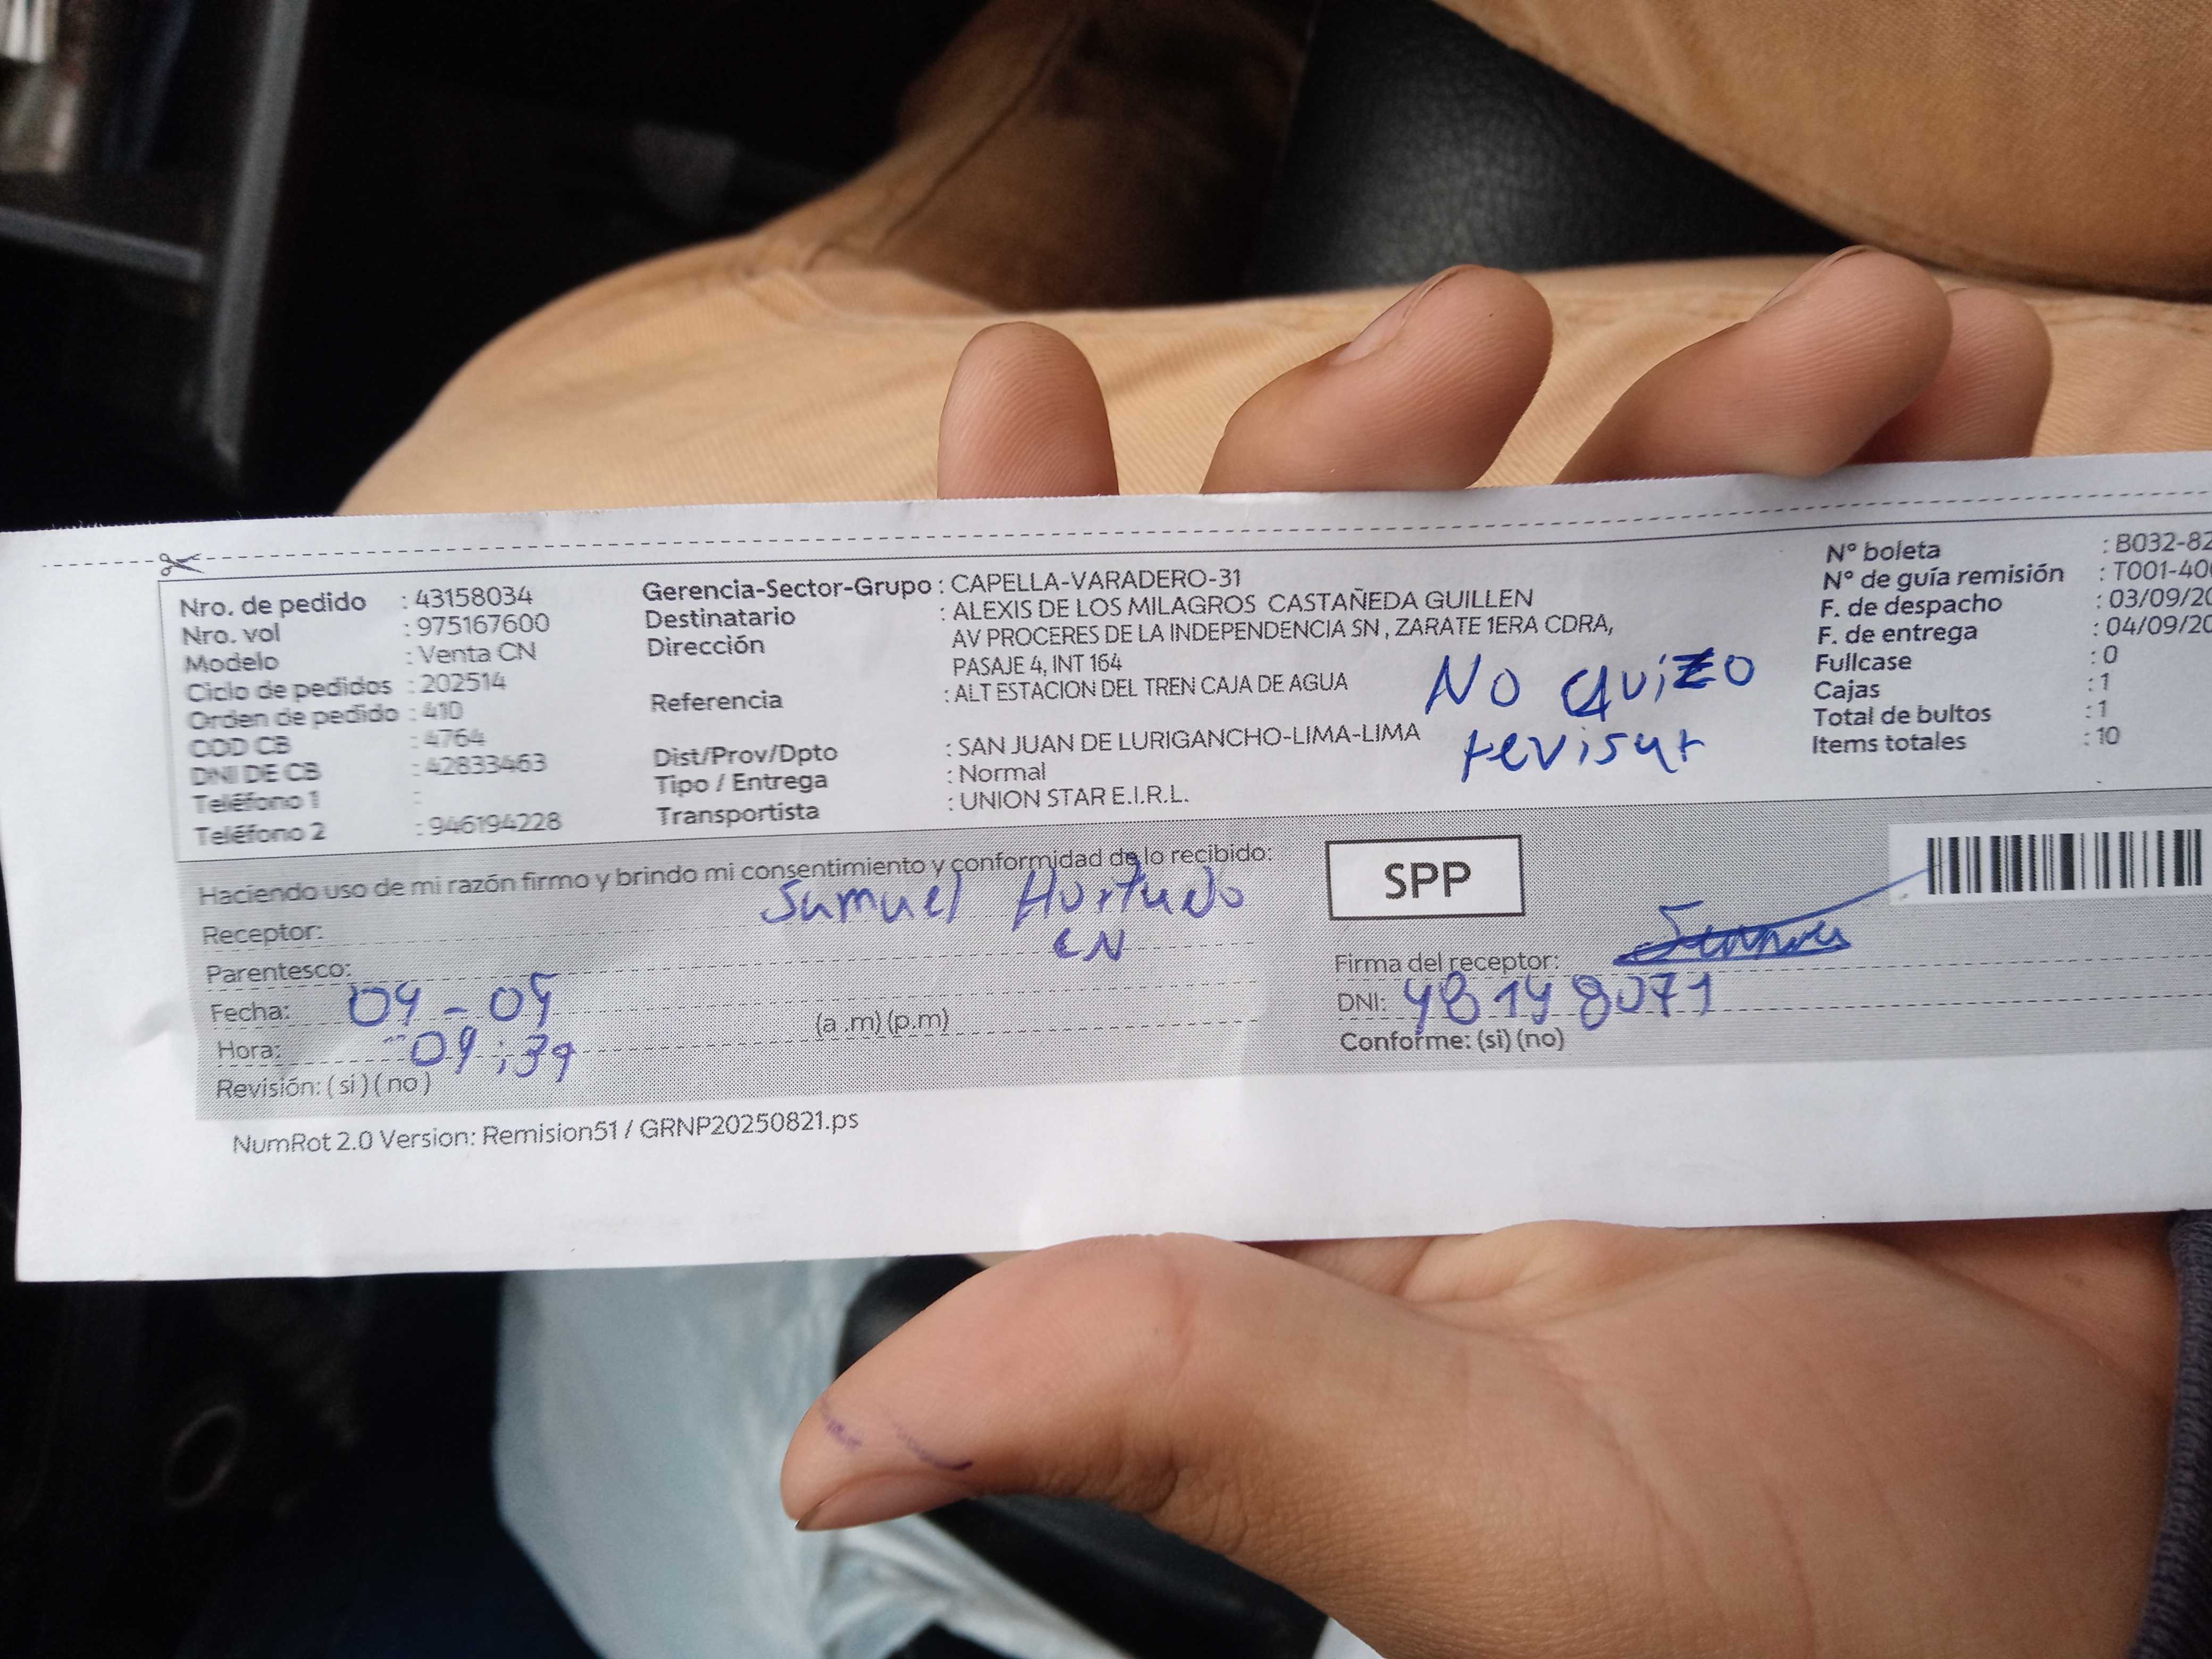 Nro. de pedido : 43158034
Nro. vol : 975167600
Modelo : Venta CN
Ciclo de pedidos : 202514
Orden de pedido : 410
COD CB : 4764
DNI DE CB : 42833463
Teléfono 1 :
Teléfono 2 : 946194228
Gerencia-Sector-Grupo : CAPELLA-VARADERO-31
Destinatario : ALEXIS DE LOS MILAGROS CASTAÑEDA GUILLEN
Dirección AV PROCERES DE LA INDEPENDENCIA SN , ZARATE 1ERA CDRA,
PASAJE 4, INT 164
Referencia : ALT ESTACION DEL TREN CAJA DE AGUA
Dist/Prov/Dpto : SAN JUAN DE LURIGANCHO-LIMA-LIMA
Tipo / Entrega : Normal
Transportista : UNION STAR E.I.R.L.
No quizo
revisar
N° boleta : B032-82
N° de guía remisión : T001-40
F. de despacho : 03/09/20
F. de entrega : 04/09/20
Fullcase : 0
Cajas : 1
Total de bultos : 1
Items totales : 10
Haciendo uso de mi razón firmo y brindo mi consentimiento y conformidad de lo recibido:
Receptor: Samuel Hurtado
Parentesco: CN
Fecha: 04 - 09
Hora: 09:39 (a .m) (p.m)
Revisión: ( si ) ( no )
SPP
Firma del receptor:
DNI: 48148071
Conforme: (si) (no)
NumRot 2.0 Version: Remision51 / GRNP20250821.ps